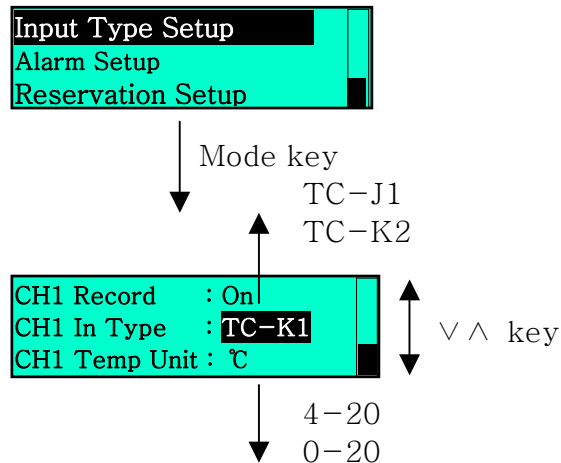 Input Type Setup
Alarm Setup
Reservation Setup
Mode key
TC-J1
TC-K2
CH1 Record : On
CH1 In Type : TC-K1
CH1 Temp Unit : ℃
∨∧ key
4-20
0-20